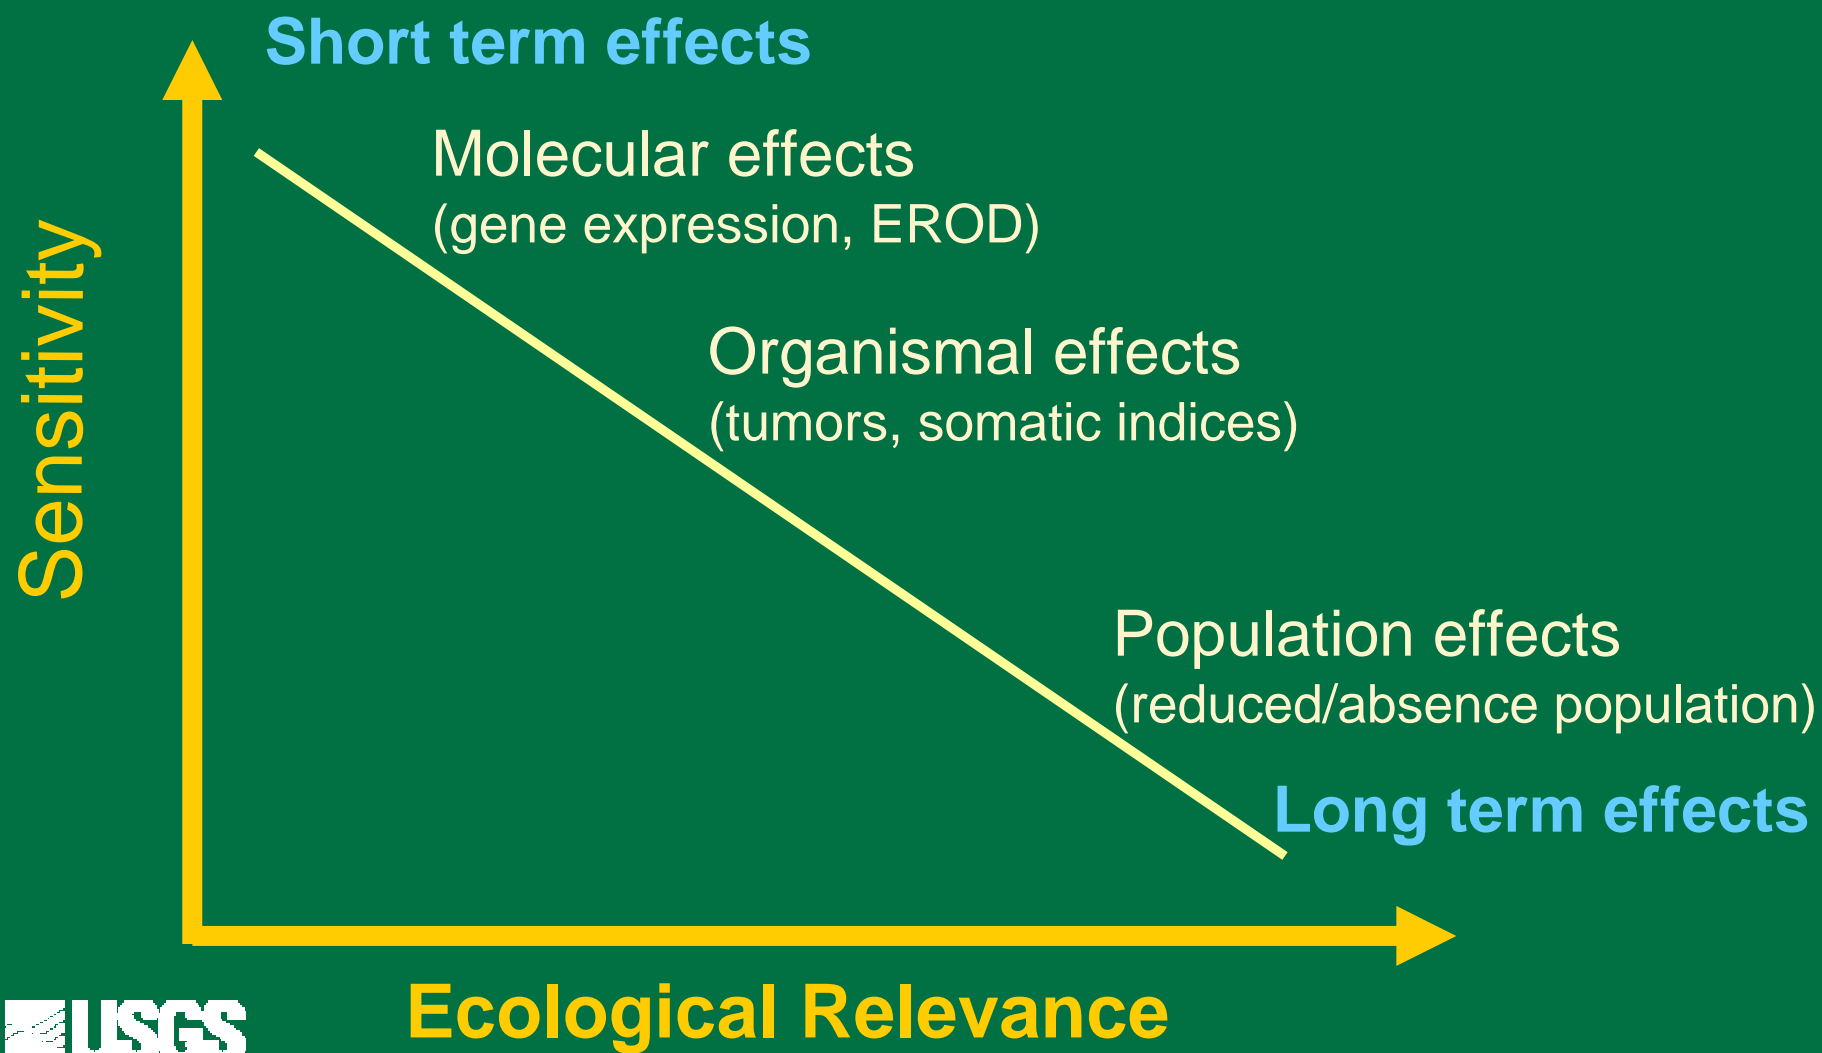 Short term effects
Molecular effects
(gene expression, EROD)
Sensitivity
Organismal effects
(tumors, somatic indices)
Population effects
(reduced/absence population)
Long term effects
Ecological Relevance
USGS